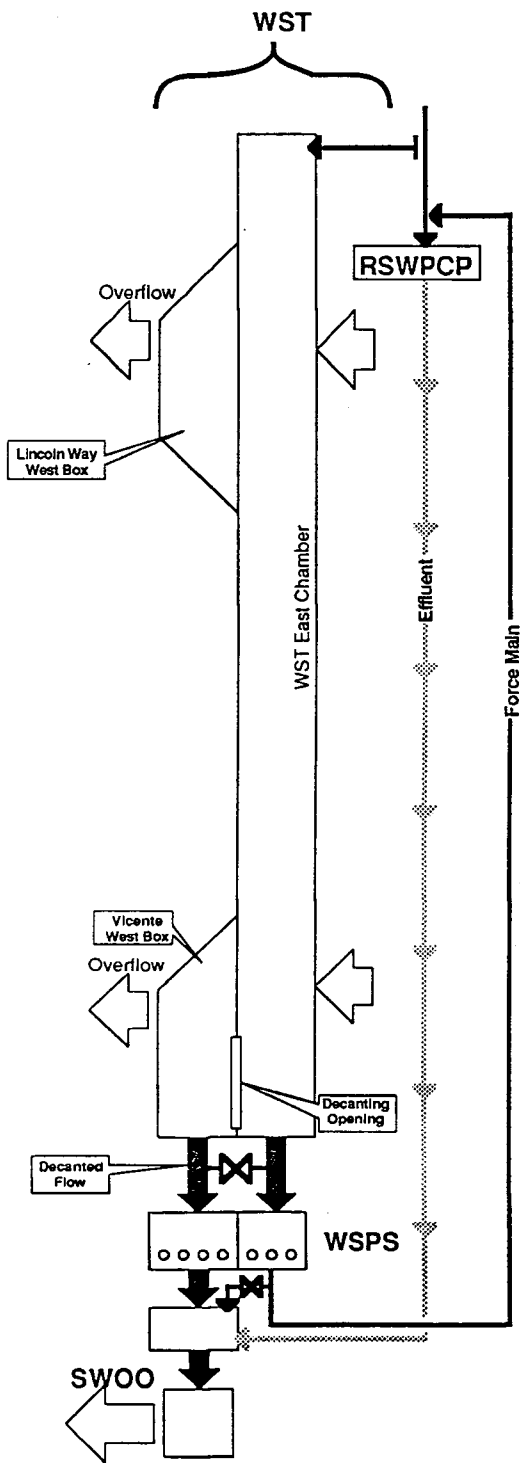 WST
Overflow
RSWPCP
Lincoln Way
West Box
WST East Chamber
Effluent
Force Main
Vicente
West Box
Overflow
Decanting
Opening
Decanted
Flow
WSPS
SWOO